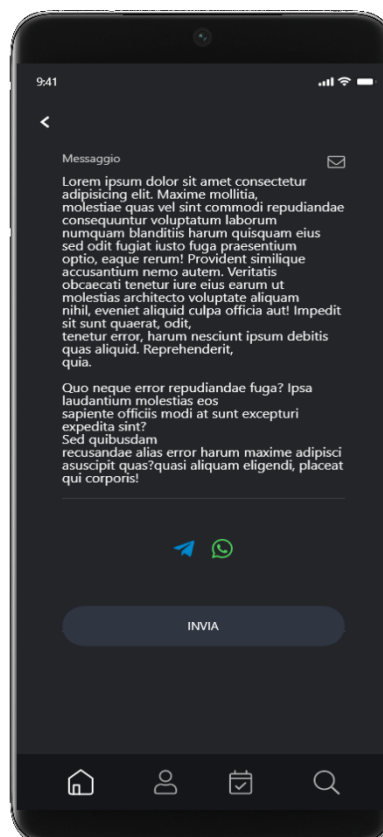 9:41
Messaggio
Lorem ipsum dolor sit amet consectetur
adipisicing elit. Maxime mollitia,
molestiae quas vel sint commodi repudiandae
consequuntur voluptatum laborum
numquam blanditiis harum quisquam eius
sed odit fugiat iusto fuga praesentium
optio, eaque rerum! Provident similique
accusantium nemo autem. Veritatis
obcaecati tenetur iure eius earum ut
molestias architecto voluptate aliquam
nihil, eveniet aliquid culpa officia aut! Impedit
sit sunt quaerat, odit,
tenetur error, harum nesciunt ipsum debitis
quas aliquid. Reprehenderit,
quia.
Quo neque error repudiandae fuga? Ipsa
laudantium molestias eos
sapiente officiis modi at sunt excepturi
expedita sint?
Sed quibusdam
recusandae alias error harum maxime adipisci
asuscipit quas?quasi aliquam eligendi, placeat
qui corporis!
INVIA